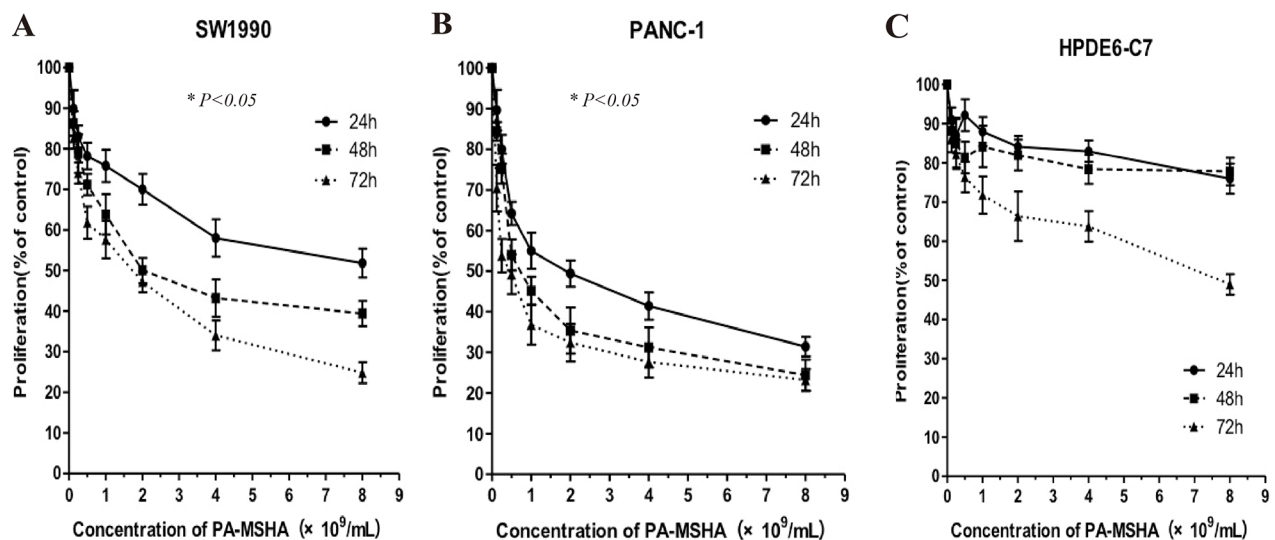 A
SW1990
100
90
80
70
60
50
40
30
20
10
0
Proliferation(%of control)
* P<0.05
24h
48h
72h
0 1 2 3 4 5 6 7 8 9
Concentration of PA-MSHA (× 10⁹/mL)
B
PANC-1
100
90
80
70
60
50
40
30
20
10
0
Proliferation(%of control)
* P<0.05
24h
48h
72h
0 1 2 3 4 5 6 7 8 9
Concentration of PA-MSHA (× 10⁹/mL)
C
HPDE6-C7
100
90
80
70
60
50
40
30
20
10
0
Proliferation(%of control)
24h
48h
72h
0 1 2 3 4 5 6 7 8 9
Concentration of PA-MSHA (× 10⁹/mL)